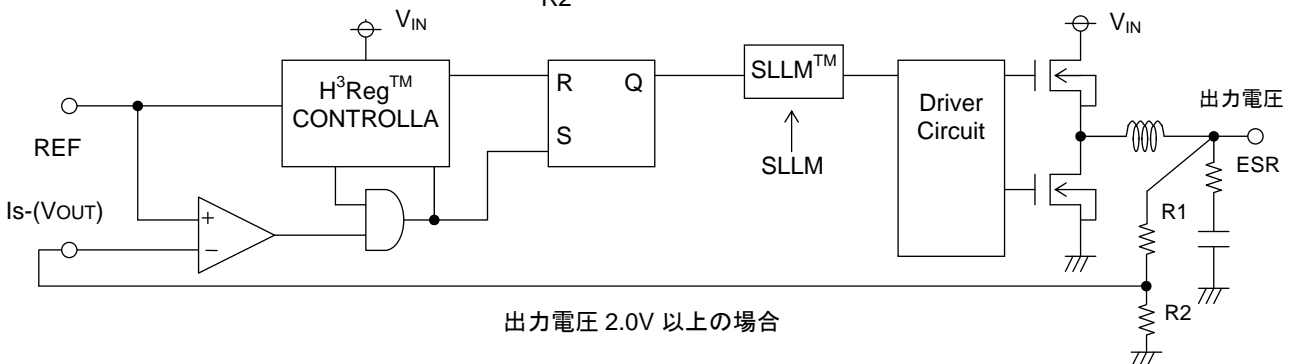 R2
VIN
VIN
H3Reg™
CONTROLLA
R Q
S
SLLM™
SLLM
Driver
Circuit
出力電圧
ESR
REF
Is-(VOUT)
+
−
R1
R2
出力電圧 2.0V 以上の場合